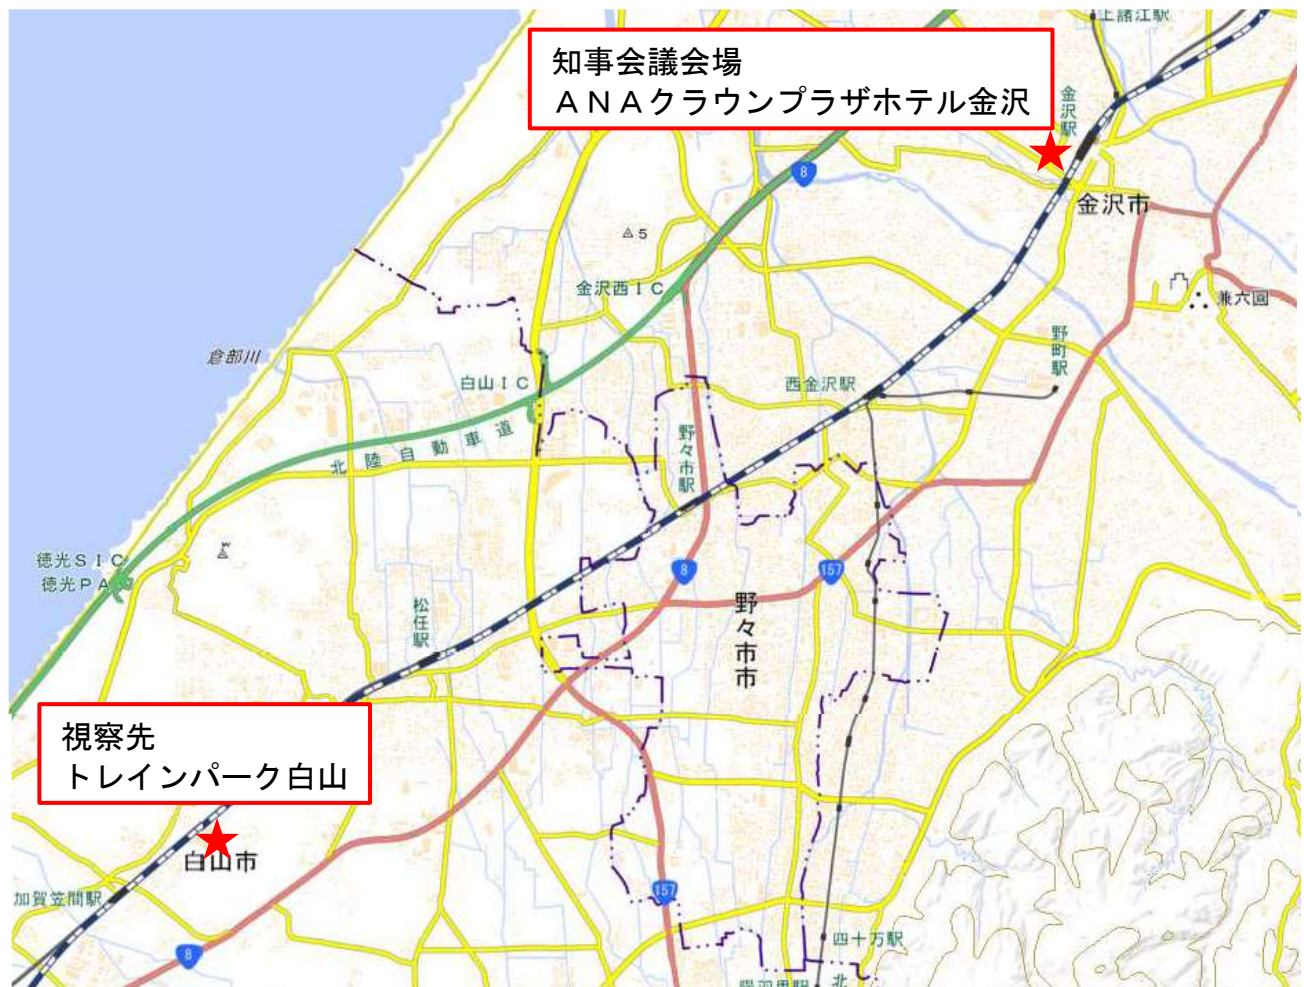 上諸江駅
知事会議会場
ＡＮＡクラウンプラザホテル金沢
金沢駅
8
金沢市
5
金沢西ＩＣ
兼六園
倉部川
野町駅
白山ＩＣ
西金沢駅
北陸自動車道
野々市駅
徳光ＳＩＣ
徳光ＰＡ
8
157
松任駅
野々市市
視察先
トレインパーク白山
白山市
加賀笠間駅
157
8
四十万駅
北